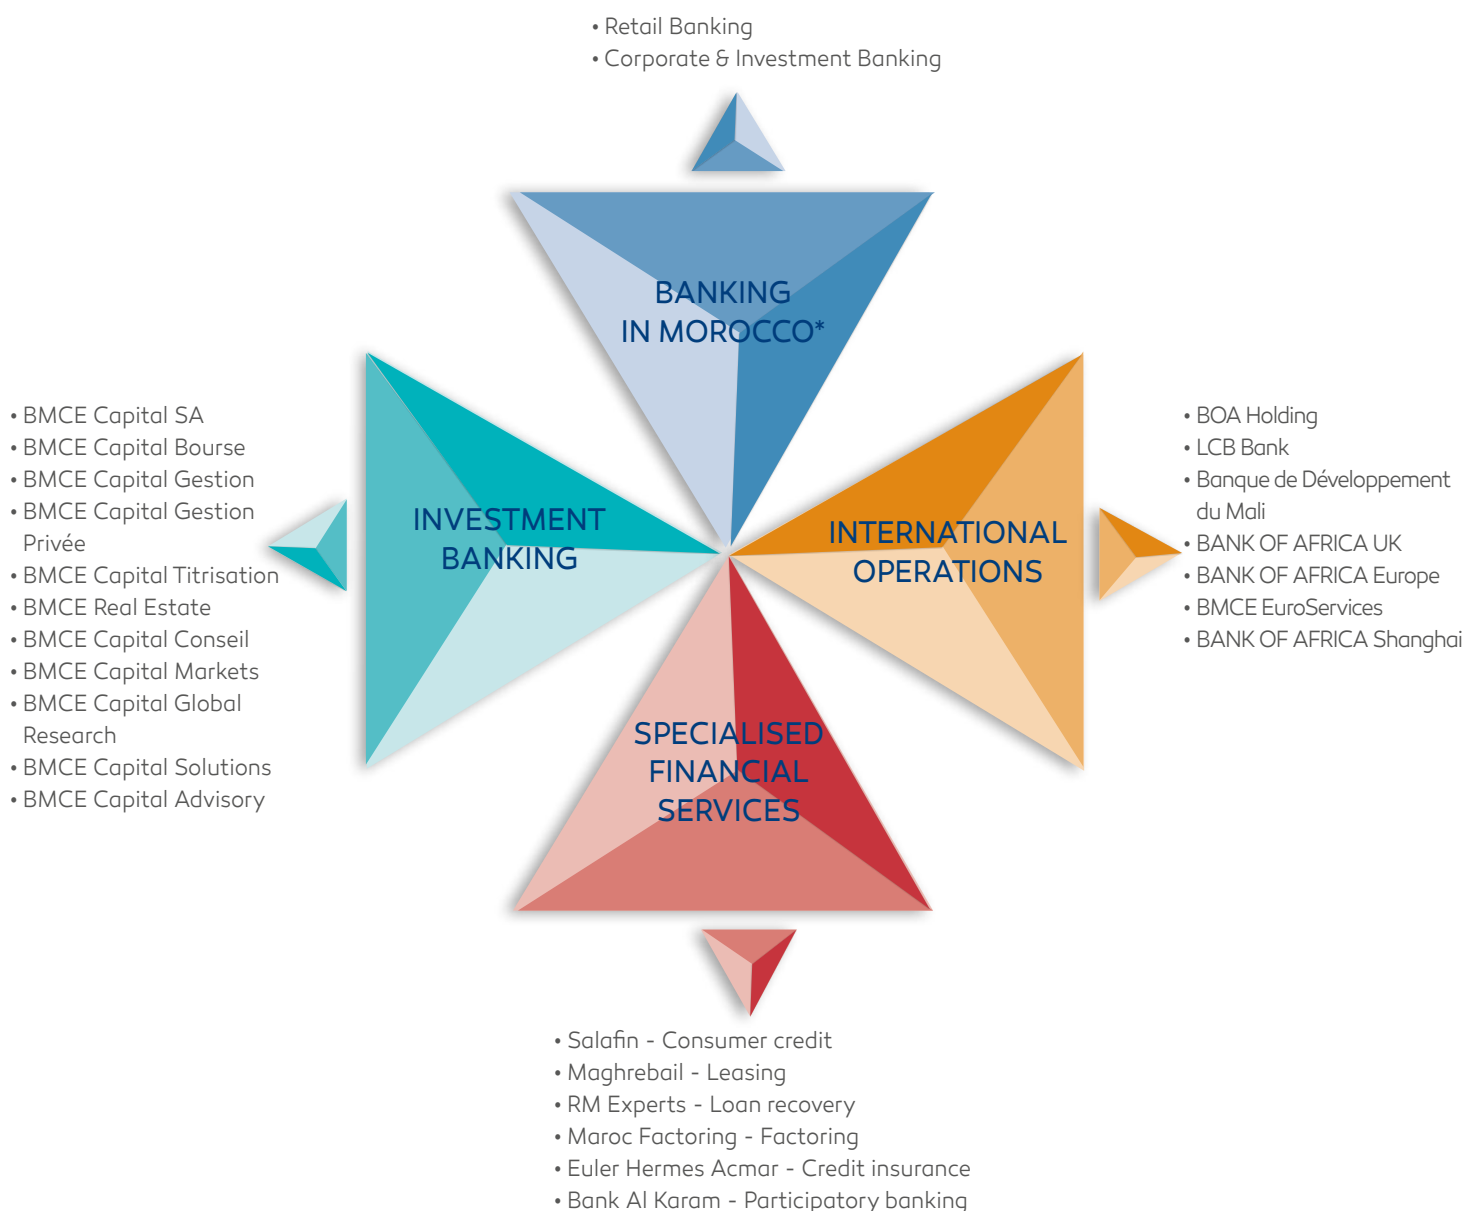 • Retail Banking
• Corporate & Investment Banking
BANKING
IN MOROCCO*
• BMCE Capital SA
• BMCE Capital Bourse
• BMCE Capital Gestion
• BMCE Capital Gestion
Privée
• BMCE Capital Titrisation
• BMCE Real Estate
• BMCE Capital Conseil
• BMCE Capital Markets
• BMCE Capital Global
Research
• BMCE Capital Solutions
• BMCE Capital Advisory
INVESTMENT
BANKING
INTERNATIONAL
OPERATIONS
• BOA Holding
• LCB Bank
• Banque de Développement
du Mali
• BANK OF AFRICA UK
• BANK OF AFRICA Europe
• BMCE EuroServices
• BANK OF AFRICA Shanghai
SPECIALISED
FINANCIAL
SERVICES
• Salafin - Consumer credit
• Maghrebail - Leasing
• RM Experts - Loan recovery
• Maroc Factoring - Factoring
• Euler Hermes Acmar - Credit insurance
• Bank Al Karam - Participatory banking